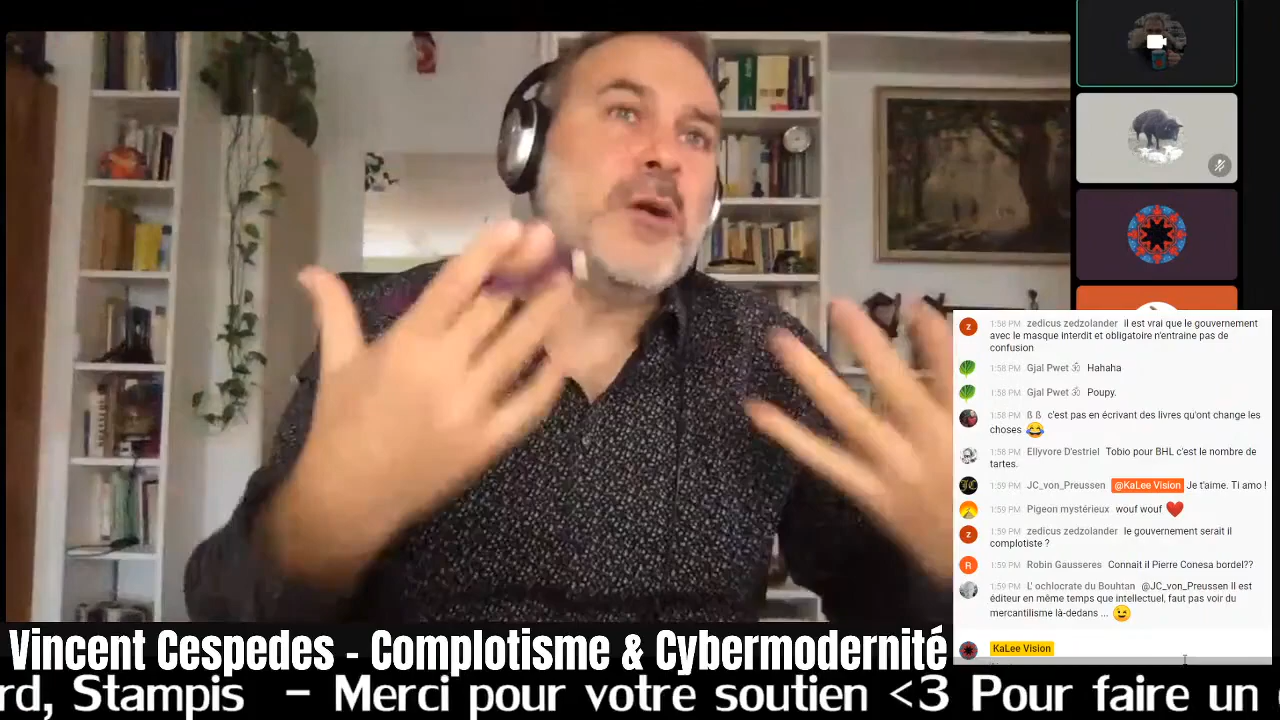 1:58 PM zedicus zedzolander il est vrai que le gouvernement
avec le masque interdit et obligatoire n'entraine pas de
confusion
1:58 PM Gjal Pwet ૐ Hahaha
1:58 PM Gjal Pwet ૐ Poupy.
1:58 PM ß ß c'est pas en écrivant des livres qu'ont change les
choses 😂
1:58 PM Ellyvore D'estriel Tobio pour BHL c'est le nombre de
tartes.
1:59 PM JC_von_Preussen @KaLee Vision Je t'aime. Ti amo !
1:59 PM Pigeon mystérieux wouf wouf ❤️
1:59 PM zedicus zedzolander le gouvernement serait il
complotiste ?
1:59 PM Robin Gausseres Connait il Pierre Conesa bordel??
1:59 PM L' ochlocrate du Bouhtan @JC_von_Preussen Il est
éditeur en même temps que intellectuel, faut pas voir du
mercantilisme là-dedans ... 😉
KaLee Vision
Vincent Cespedes - Complotisme & Cybermodernité
rd, Stampis - Merci pour votre soutien <3 Pour faire un